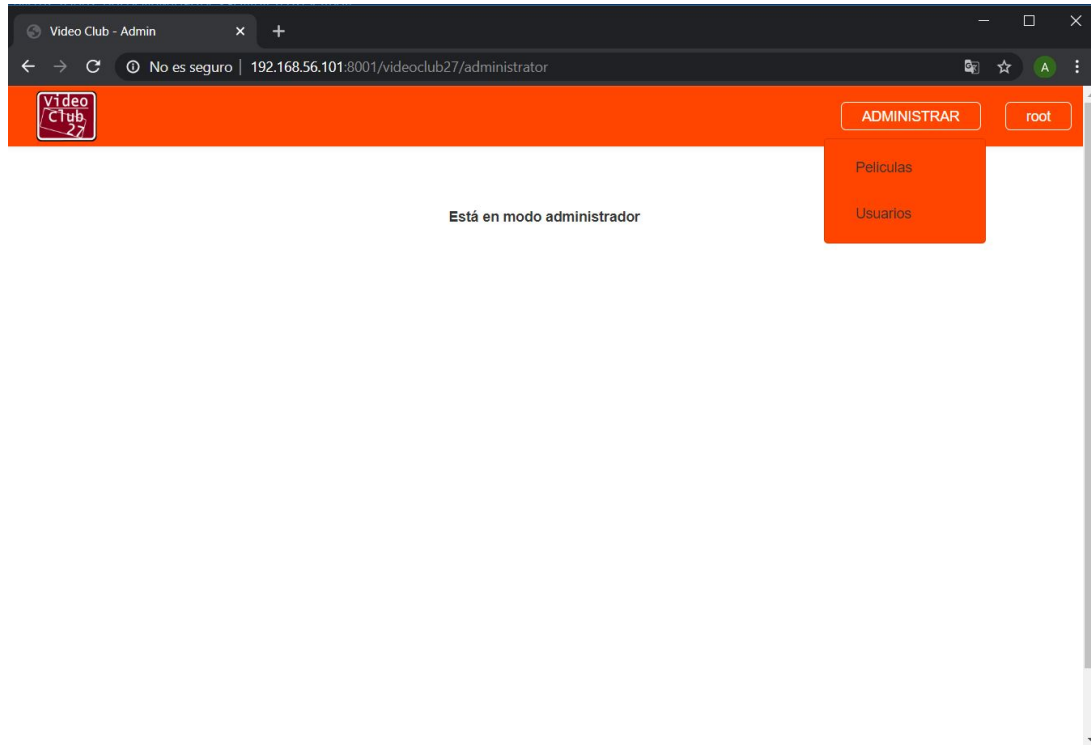 Video Club - Admin
No es seguro | 192.168.56.101:8001/videoclub27/administrator
A
Video
Club
27
ADMINISTRAR
root
Peliculas
Usuarios
Está en modo administrador